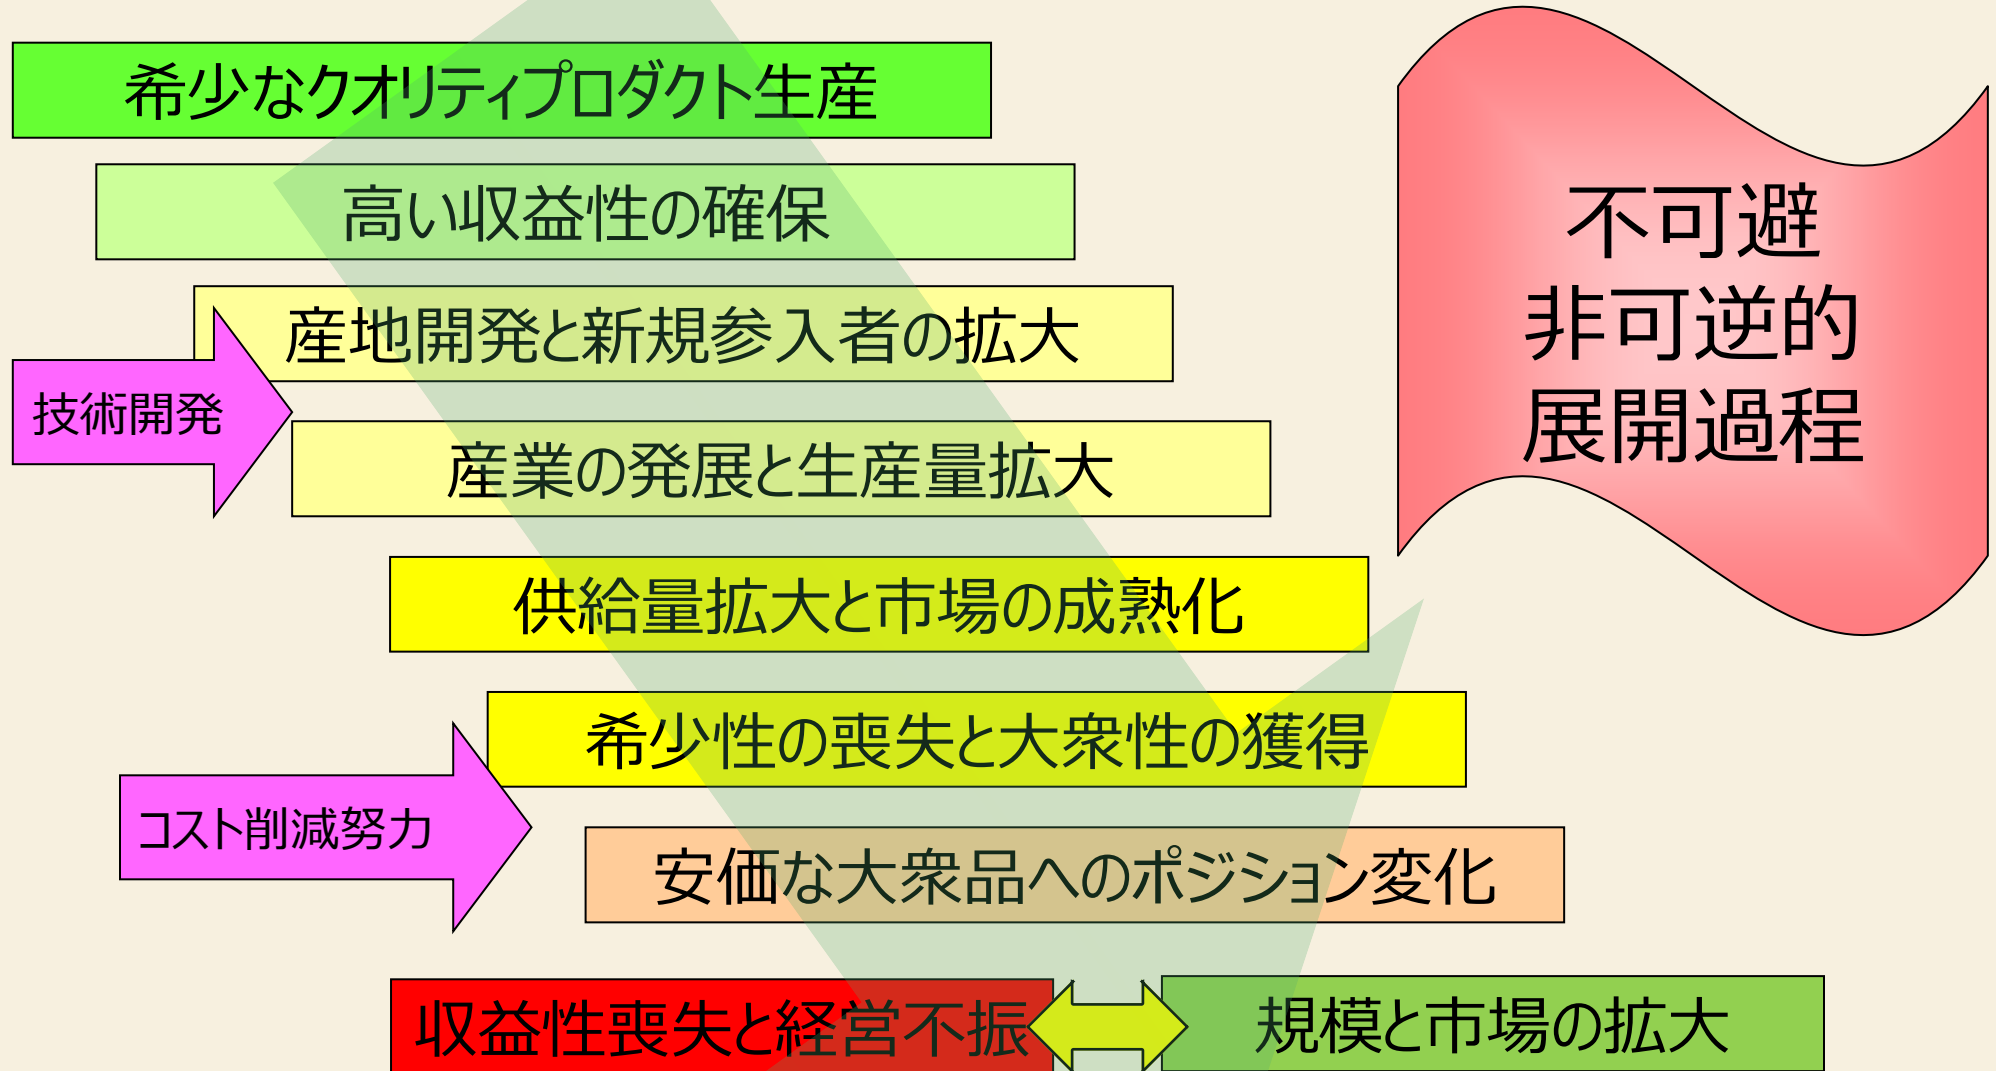 希少なクオリティプロダクト生産
高い収益性の確保
産地開発と新規参入者の拡大
技術開発
産業の発展と生産量拡大
供給量拡大と市場の成熟化
希少性の喪失と大衆性の獲得
コスト削減努力
安価な大衆品へのポジション変化
収益性喪失と経営不振
規模と市場の拡大
不可避
非可逆的
展開過程